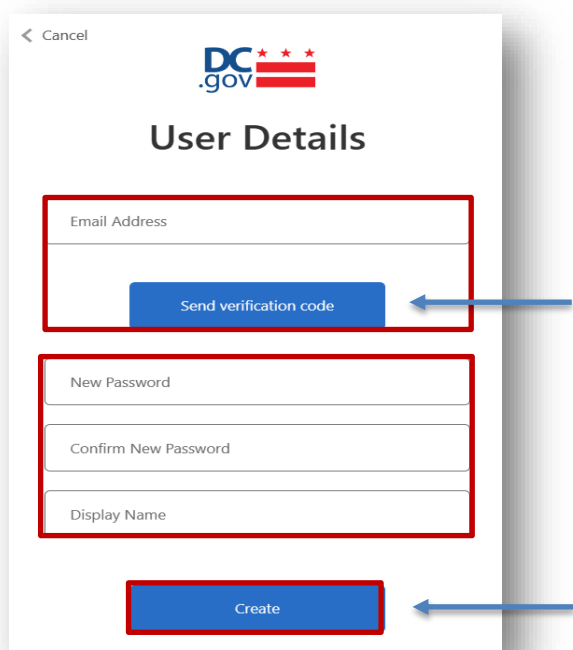 Cancel
DC
.gov
User Details
Email Address
Send verification code
New Password
Confirm New Password
Display Name
Create